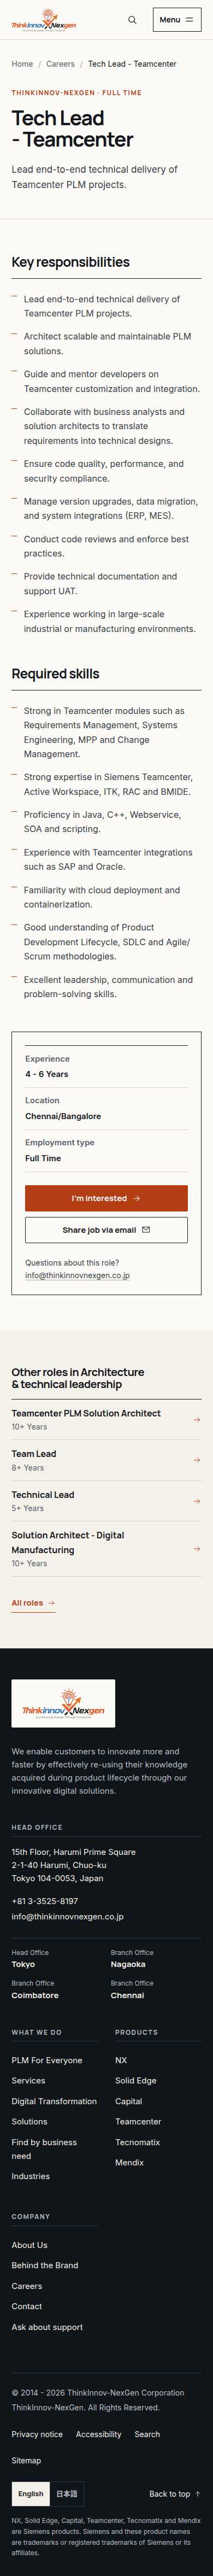 ThinkinnovNexgen
Menu
Home / Careers / Tech Lead - Teamcenter
THINKINNOV-NEXGEN · FULL TIME
Tech Lead
- Teamcenter
Lead end-to-end technical delivery of
Teamcenter PLM projects.
Key responsibilities
Lead end-to-end technical delivery of
Teamcenter PLM projects.
Architect scalable and maintainable PLM
solutions.
Guide and mentor developers on
Teamcenter customization and integration.
Collaborate with business analysts and
solution architects to translate
requirements into technical designs.
Ensure code quality, performance, and
security compliance.
Manage version upgrades, data migration,
and system integrations (ERP, MES).
Conduct code reviews and enforce best
practices.
Provide technical documentation and
support UAT.
Experience working in large-scale
industrial or manufacturing environments.
Required skills
Strong in Teamcenter modules such as
Requirements Management, Systems
Engineering, MPP and Change
Management.
Strong expertise in Siemens Teamcenter,
Active Workspace, ITK, RAC and BMIDE.
Proficiency in Java, C++, Webservice,
SOA and scripting.
Experience with Teamcenter integrations
such as SAP and Oracle.
Familiarity with cloud deployment and
containerization.
Good understanding of Product
Development Lifecycle, SDLC and Agile/
Scrum methodologies.
Excellent leadership, communication and
problem-solving skills.
Experience
4 - 6 Years
Location
Chennai/Bangalore
Employment type
Full Time
I'm interested →
Share job via email
Questions about this role?
info@thinkinnovnexgen.co.jp
Other roles in Architecture
& technical leadership
Teamcenter PLM Solution Architect
10+ Years →
Team Lead
8+ Years →
Technical Lead
5+ Years →
Solution Architect - Digital
Manufacturing
10+ Years →
All roles →
ThinkinnovNexgen
We enable customers to innovate more and
faster by effectively re-using their knowledge
acquired during product lifecycle through our
innovative digital solutions.
HEAD OFFICE
15th Floor, Harumi Prime Square
2-1-40 Harumi, Chuo-ku
Tokyo 104-0053, Japan
+81 3-3525-8197
info@thinkinnovnexgen.co.jp
Head Office
Tokyo
Branch Office
Nagaoka
Branch Office
Coimbatore
Branch Office
Chennai
WHAT WE DO
PLM For Everyone
Services
Digital Transformation
Solutions
Find by business
need
Industries
PRODUCTS
NX
Solid Edge
Capital
Teamcenter
Tecnomatix
Mendix
COMPANY
About Us
Behind the Brand
Careers
Contact
Ask about support
© 2014 - 2026 ThinkInnov-NexGen Corporation
ThinkInnov-NexGen. All Rights Reserved.
Privacy notice Accessibility Search
Sitemap
English 日本語 Back to top ↑
NX, Solid Edge, Capital, Teamcenter, Tecnomatix and Mendix
are Siemens products. Siemens and these product names
are trademarks or registered trademarks of Siemens or its
affiliates.